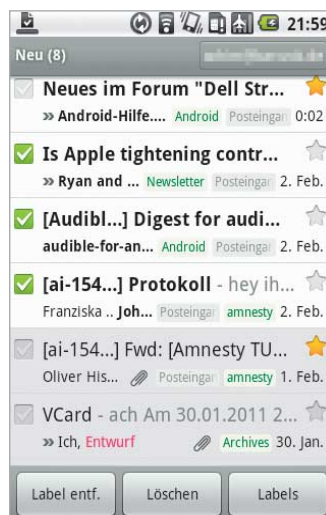 21:59
Neu (8)
Neues im Forum "Dell Str...
» Android-Hilfe.... Android Posteingan 0:02
Is Apple tightening contr...
» Ryan and ... Newsletter Posteingan 2. Feb.
[Audibl...] Digest for audi...
audible-for-an... Android Posteingan 2. Feb.
[ai-154...] Protokoll - hey ih...
Franziska .. Joh... Posteingan amnesty 2. Feb.
[ai-154...] Fwd: [Amnesty TU...
Oliver His... Posteingan amnesty 1. Feb.
VCard - ach Am 30.01.2011 2...
» Ich, Entwurf Archives 30. Jan.
Label entf. Löschen Labels